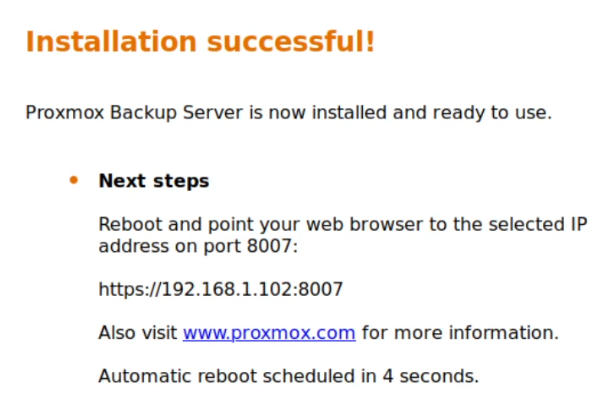 Installation successful!
Proxmox Backup Server is now installed and ready to use.
Next steps
Reboot and point your web browser to the selected IP
address on port 8007:
https://192.168.1.102:8007
Also visit www.proxmox.com for more information.
Automatic reboot scheduled in 4 seconds.